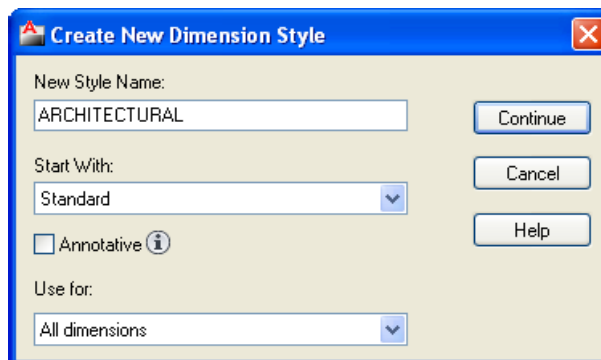 Create New Dimension Style
New Style Name:
ARCHITECTURAL
Continue
Start With:
Standard
Cancel
Annotative
Help
Use for:
All dimensions